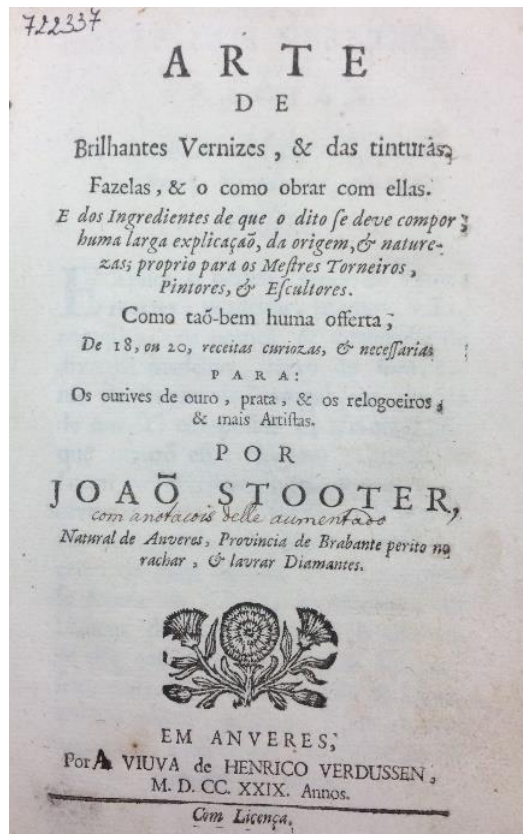 722337
ARTE
DE
Brilhantes Vernizes, & das tinturas,
Fazelas, & o como obrar com ellas.
E dos Ingredientes de que o dito ſe deve compor;
huma larga explicaçaõ, da origem, & nature-
zas; proprio para os Meſtres Torneiros,
Pintores, & Eſcultores.
Como taõ-bem huma offerta;
De 18, ou 20, receitas curiozas, & neceſſarias
PARA:
Os ourives de ouro, prata, & os relogoeiros,
& mais Artiſtas.
POR
JOAÕ STOOTER,
com anotacois delle aumentado
Natural de Anveres, Provincia de Brabante perito no
rachar, & lavrar Diamantes.
EM ANVERES;
Por A VIUVA de HENRICO VERDUSSEN,
M. D. CC. XXIX. Annos.
Com Licença.